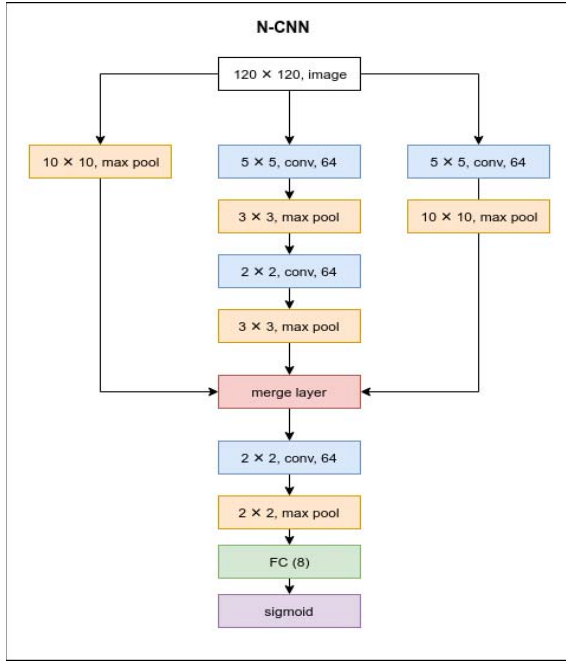 N-CNN
120 × 120, image
10 × 10, max pool
5 × 5, conv, 64
5 × 5, conv, 64
3 × 3, max pool
10 × 10, max pool
2 × 2, conv, 64
3 × 3, max pool
merge layer
2 × 2, conv, 64
2 × 2, max pool
FC (8)
sigmoid